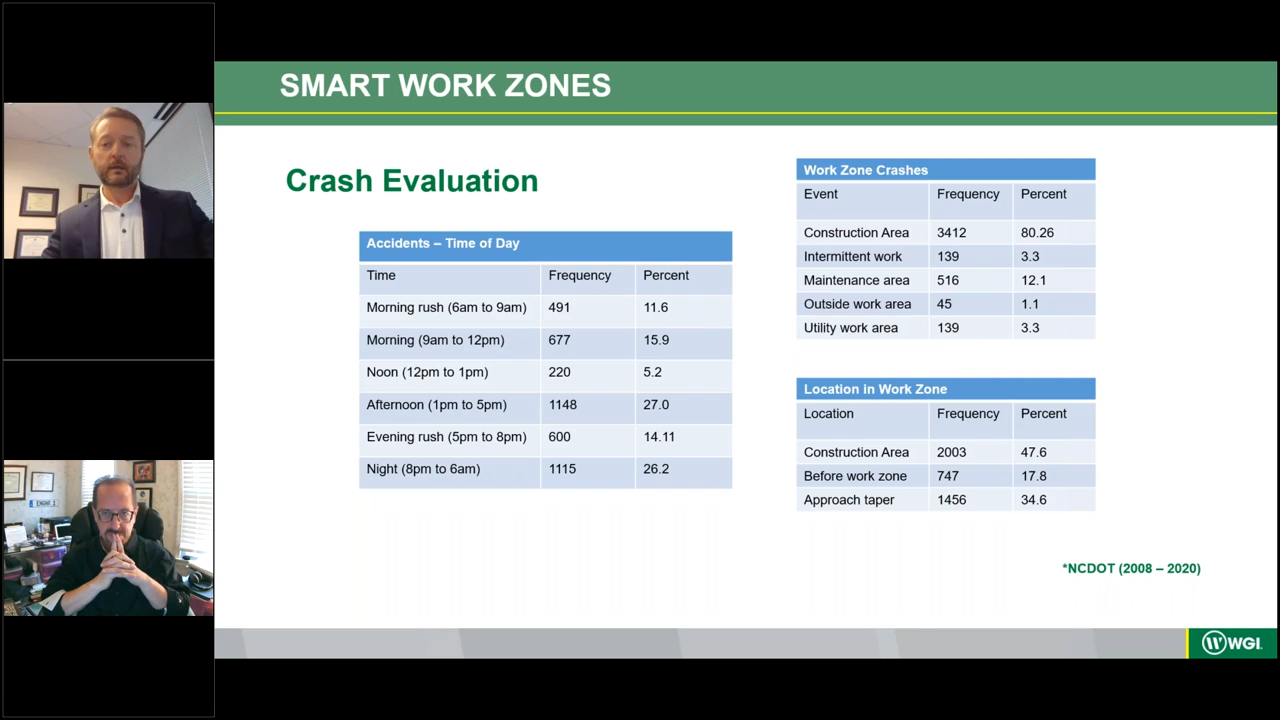 SMART WORK ZONES
Crash Evaluation
Accidents – Time of Day
Time Frequency Percent
Morning rush (6am to 9am) 491 11.6
Morning (9am to 12pm) 677 15.9
Noon (12pm to 1pm) 220 5.2
Afternoon (1pm to 5pm) 1148 27.0
Evening rush (5pm to 8pm) 600 14.11
Night (8pm to 6am) 1115 26.2
Work Zone Crashes
Event Frequency Percent
Construction Area 3412 80.26
Intermittent work 139 3.3
Maintenance area 516 12.1
Outside work area 45 1.1
Utility work area 139 3.3
Location in Work Zone
Location Frequency Percent
Construction Area 2003 47.6
Before work zone 747 17.8
Approach taper 1456 34.6
*NCDOT (2008 – 2020)
WGI.